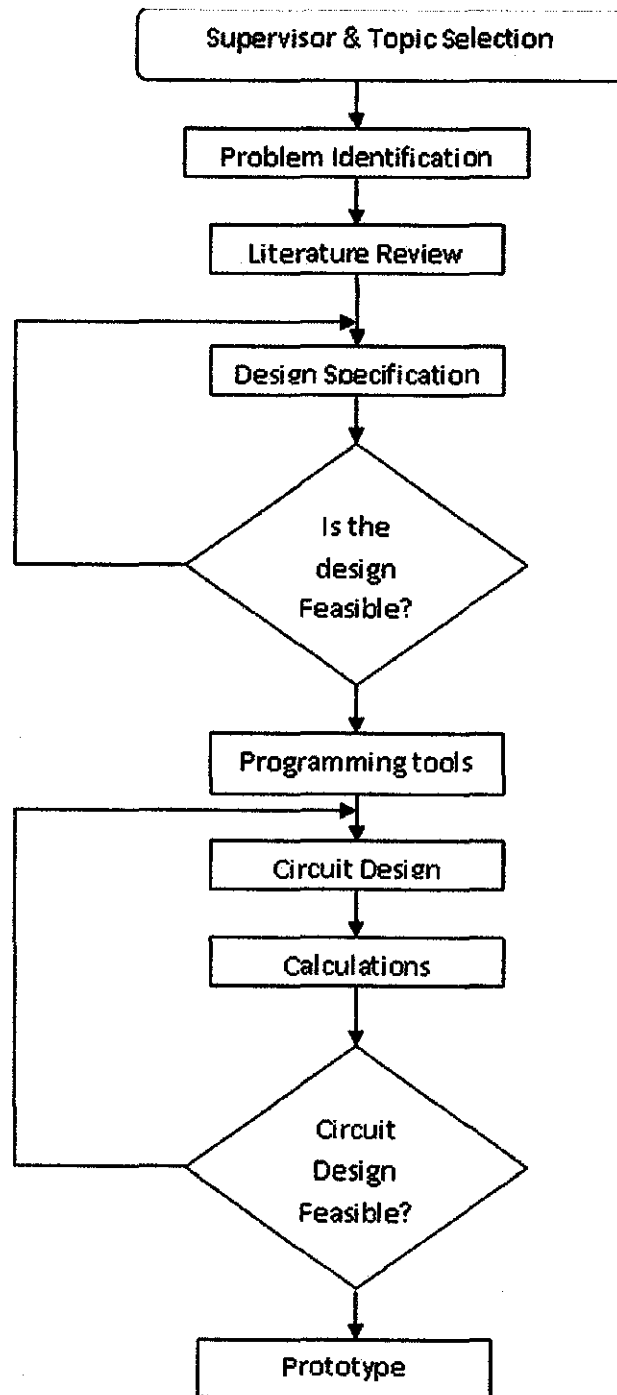 Supervisor & Topic Selection
Problem Identification
Literature Review
Design Specification
Is the
design
Feasible?
Programming tools
Circuit Design
Calculations
Circuit
Design
Feasible?
Prototype